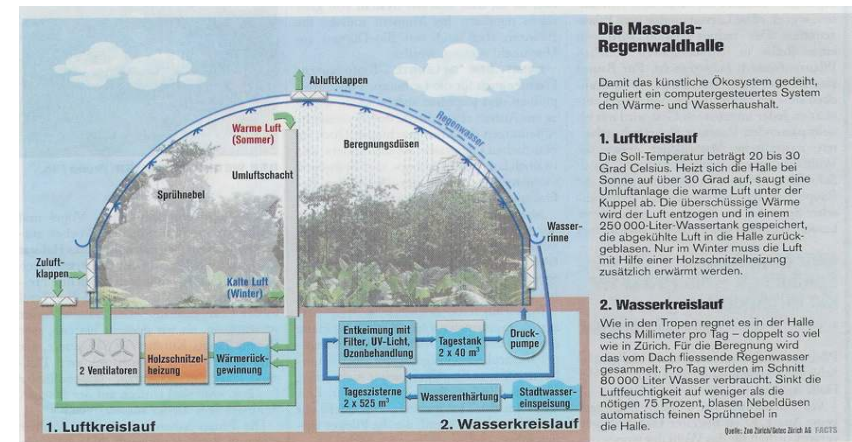 Abluftklappen
Regenwasser
Warme Luft
(Sommer)
Beregnungsdüsen
Umluftschacht
Sprühnebel
Wasser-
rinne
Zuluft-
klappen
Kalte Luft
(Winter)
2 Ventilatoren
Holzschnitzel-
heizung
Wärmerück-
gewinnung
Entkeimung mit
Filter, UV-Licht,
Ozonbehandlung
Tagestank
2 x 40 m³
Druck-
pumpe
Tageszisterne
2 x 525 m³
Wasserenthärtung
Stadtwasser-
einspeisung
1. Luftkreislauf
2. Wasserkreislauf
Die Masoala-
Regenwaldhalle
Damit das künstliche Ökosystem gedeiht,
reguliert ein computergesteuertes System
den Wärme- und Wasserhaushalt.
1. Luftkreislauf
Die Soll-Temperatur beträgt 20 bis 30
Grad Celsius. Heizt sich die Halle bei
Sonne auf über 30 Grad auf, saugt eine
Umluftanlage die warme Luft unter der
Kuppel ab. Die überschüssige Wärme
wird der Luft entzogen und in einem
250 000-Liter-Wassertank gespeichert,
die abgekühlte Luft in die Halle zurück-
geblasen. Nur im Winter muss die Luft
mit Hilfe einer Holzschnitzelheizung
zusätzlich erwärmt werden.
2. Wasserkreislauf
Wie in den Tropen regnet es in der Halle
sechs Millimeter pro Tag – doppelt so viel
wie in Zürich. Für die Beregnung wird
das vom Dach fliessende Regenwasser
gesammelt. Pro Tag werden im Schnitt
80 000 Liter Wasser verbraucht. Sinkt die
Luftfeuchtigkeit auf weniger als die
nötigen 75 Prozent, blasen Nebeldüsen
automatisch feinen Sprühnebel in
die Halle.
Quelle: Zoo Zürich/Gutec Zürich AG FACTS